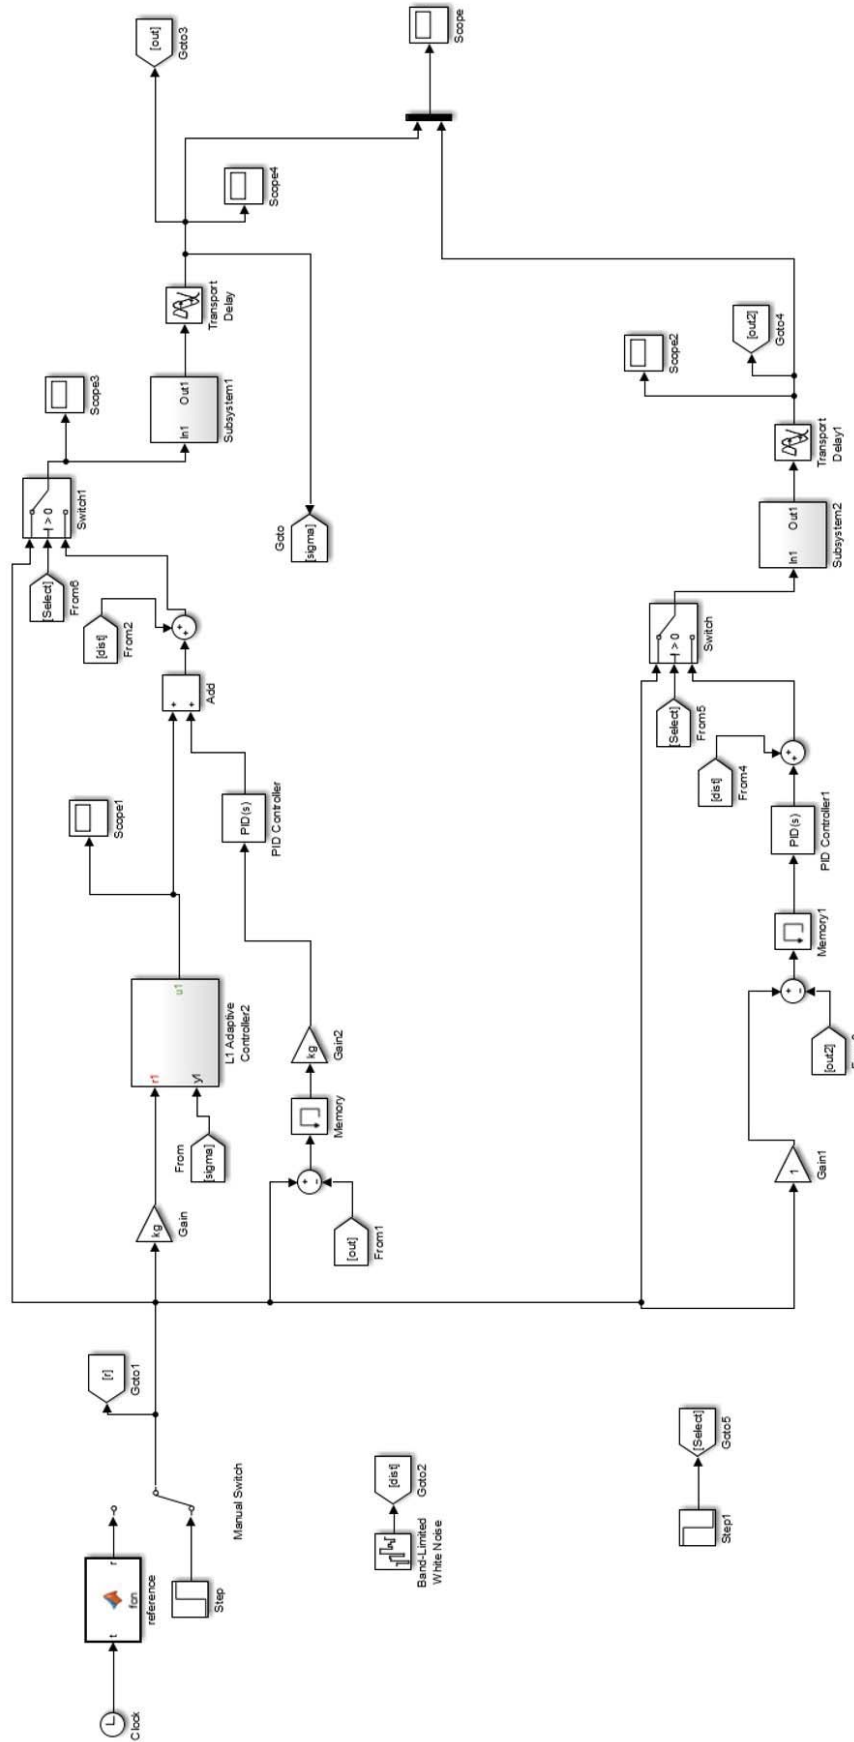 Clock
t
fcn
r
reference
Step
Manual Switch
[r]
Goto1
kg
Gain
From
[sigma]
r1
y1
u1
L1 Adaptive
Controller2
Scope1
[out]
From1
Memory
kg
Gain2
PID(s)
PID Controller
Add
[dist]
From2
[Select]
From6
> 0
Switch1
Scope3
In1
Out1
Subsystem1
Transport
Delay
Goto
[sigma]
Scope4
[out]
Goto3
Scope
Band-Limited
White Noise
[dist]
Goto2
Step1
[Select]
Goto5
1
Gain1
[out2]
Memory1
PID(s)
PID Controller1
[dist]
From4
[Select]
From5
> 0
Switch
In1
Out1
Subsystem2
Transport
Delay1
Scope2
[out2]
Goto4